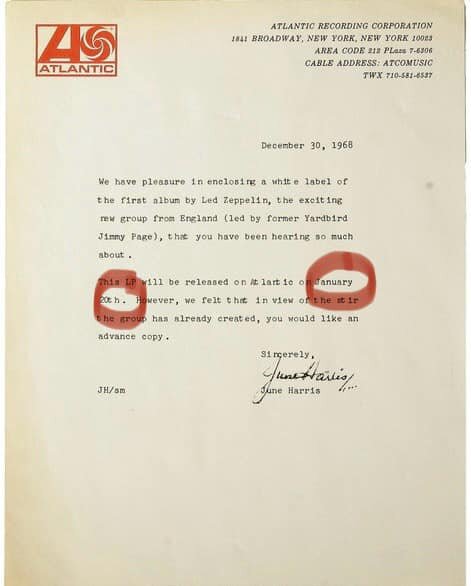 ATLANTIC
ATLANTIC RECORDING CORPORATION
1841 BROADWAY, NEW YORK, NEW YORK 10023
AREA CODE 212 PLaza 7-6306
CABLE ADDRESS: ATCOMUSIC
TWX 710-581-6537
December 30, 1968
We have pleasure in enclosing a white label of
the first album by Led Zeppelin, the exciting
new group from England (led by former Yardbird
Jimmy Page), that you have been hearing so much
about.
This LP will be released on Atlantic on January
20th. However, we felt that in view of the stir
the group has already created, you would like an
advance copy.
Sincerely,
June Harris
JH/sm
June Harris